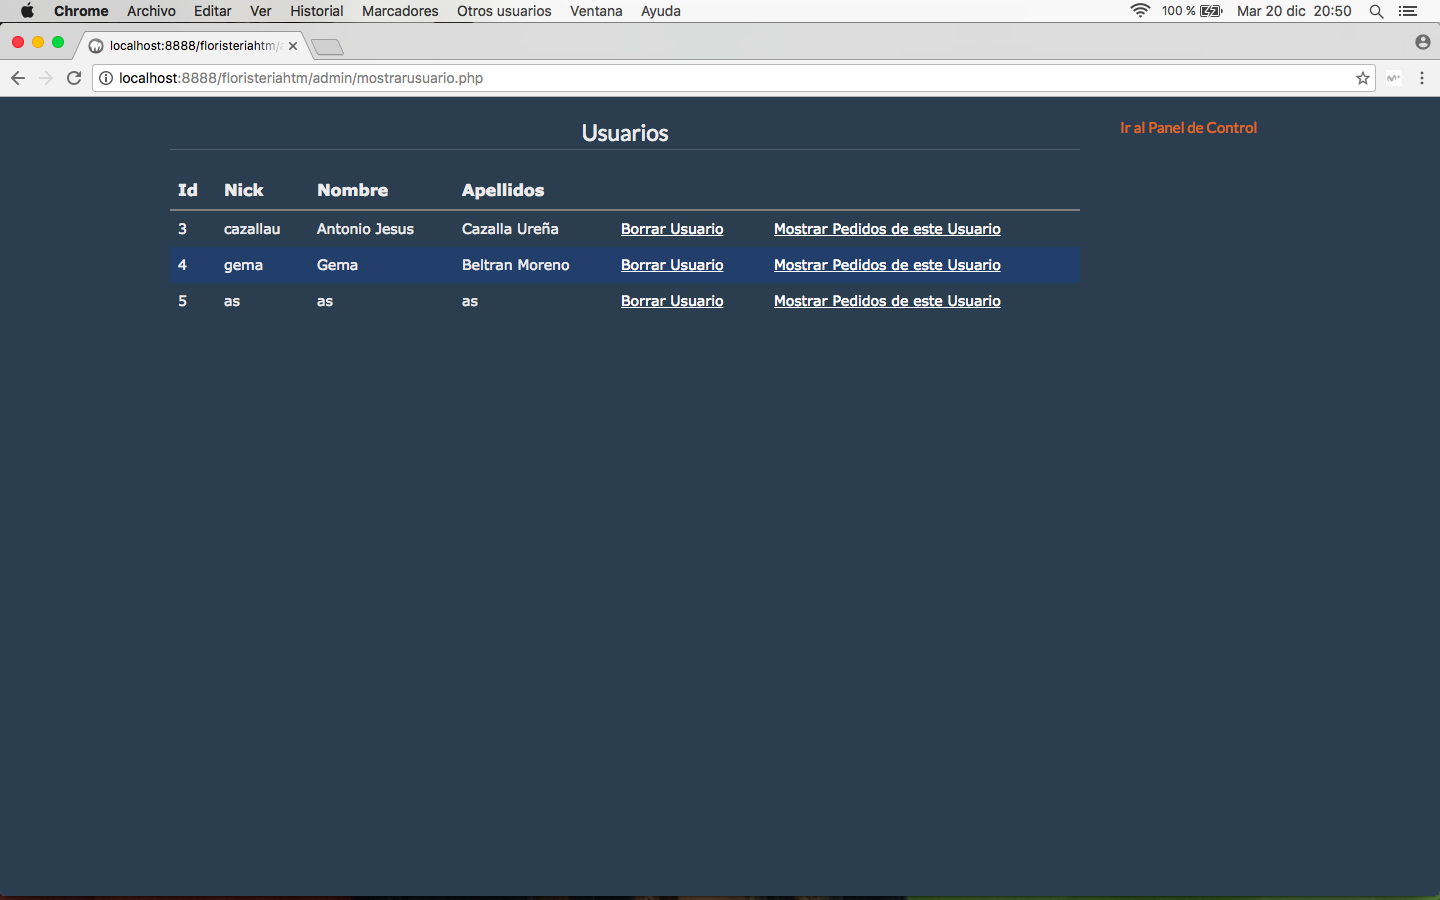 Chrome Archivo Editar Ver Historial Marcadores Otros usuarios Ventana Ayuda 100 % Mar 20 dic 20:50
localhost:8888/floristeriahtm/
localhost:8888/floristeriahtm/admin/mostrarusuario.php
Usuarios
Ir al Panel de Control
Id Nick Nombre Apellidos
3 cazallau Antonio Jesus Cazalla Ureña Borrar Usuario Mostrar Pedidos de este Usuario
4 gema Gema Beltran Moreno Borrar Usuario Mostrar Pedidos de este Usuario
5 as as as Borrar Usuario Mostrar Pedidos de este Usuario